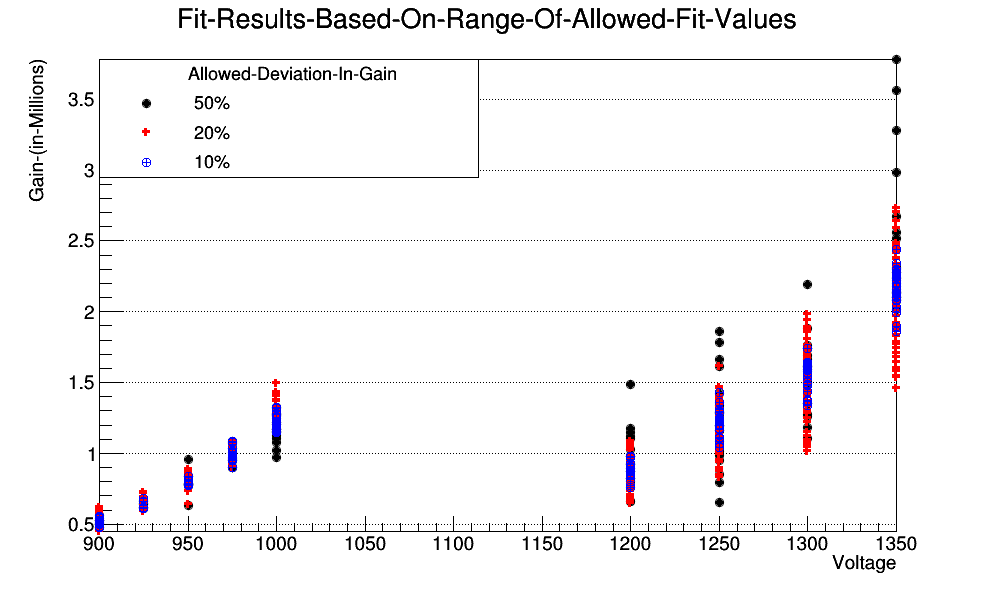 Fit-Results-Based-On-Range-Of-Allowed-Fit-Values
Gain-(in-Millions)
Allowed-Deviation-In-Gain
50%
20%
10%
3.5
3
2.5
2
1.5
1
0.5
900 950 1000 1050 1100 1150 1200 1250 1300 1350
Voltage